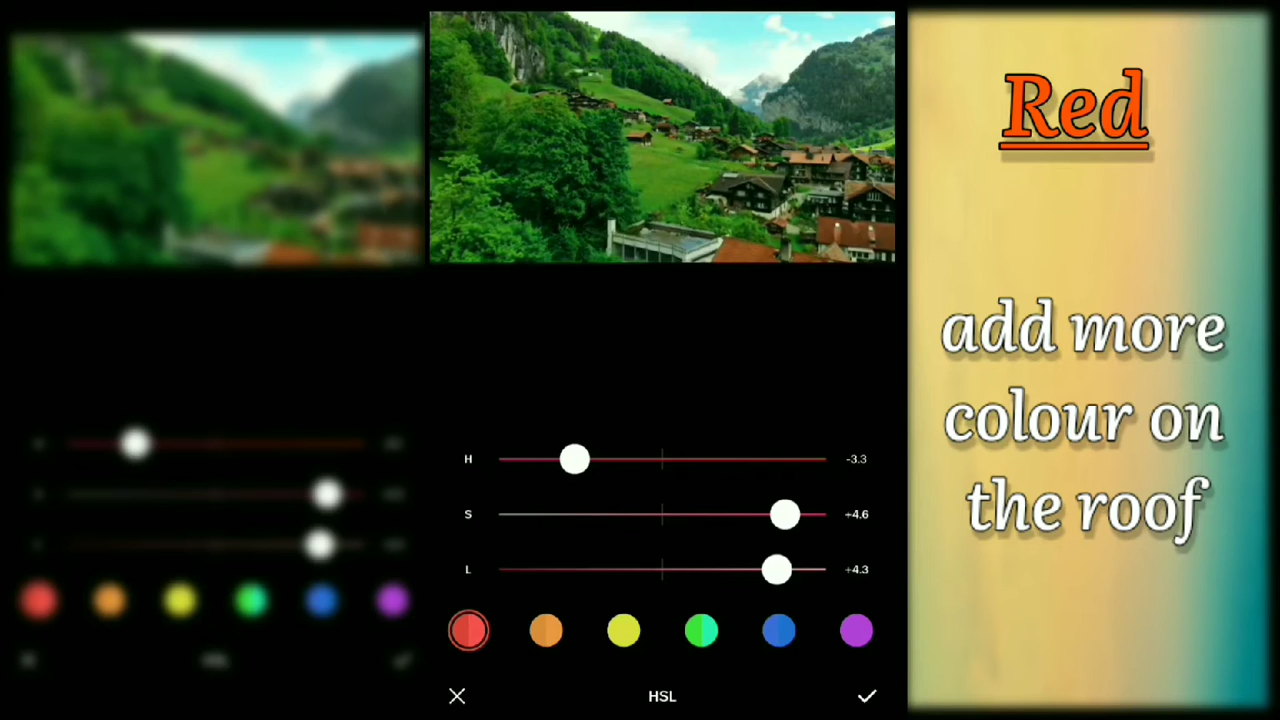 H -3.3
S +4.6
L +4.3
HSL
Red
add more
colour on
the roof